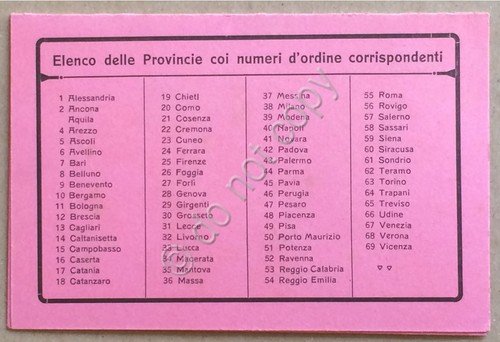 Elenco delle Provincie coi numeri d'ordine corrispondenti
1 Alessandria
2 Ancona
Aquila
4 Arezzo
5 Ascoli
6 Avellino
7 Bari
8 Belluno
9 Benevento
10 Bergamo
11 Bologna
12 Brescia
13 Cagliari
14 Caltanisetta
15 Campobasso
16 Caserta
17 Catania
18 Catanzaro
19 Chieti
20 Como
21 Cosenza
22 Cremona
23 Cuneo
24 Ferrara
25 Firenze
26 Foggia
27 Forlì
28 Genova
29 Girgenti
30 Grosseto
31 Lecce
32 Livorno
33 Lucca
34 Macerata
35 Mantova
36 Massa
37 Messina
38 Milano
39 Modena
40 Napoli
41 Novara
42 Padova
43 Palermo
44 Parma
45 Pavia
46 Perugia
47 Pesaro
48 Piacenza
49 Pisa
50 Porto Maurizio
51 Potenza
52 Ravenna
53 Reggio Calabria
54 Reggio Emilia
55 Roma
56 Rovigo
57 Salerno
58 Sassari
59 Siena
60 Siracusa
61 Sondrio
62 Teramo
63 Torino
64 Trapani
65 Treviso
66 Udine
67 Venezia
68 Verona
69 Vicenza
do not copy